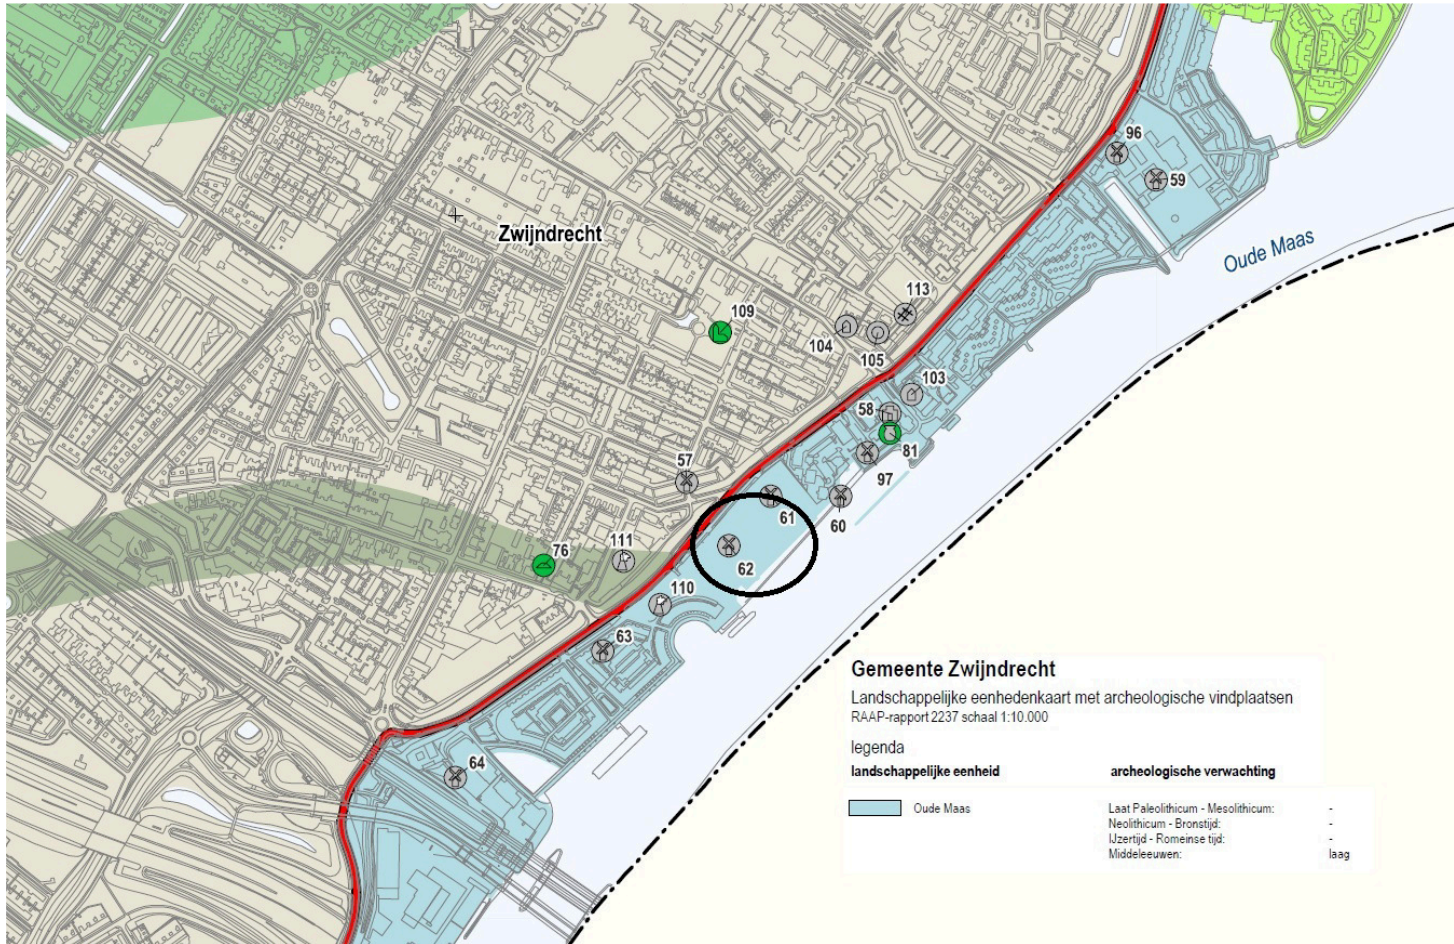 96
59
Zwijndrecht
Oude Maas
109
113
104
105
103
58
81
97
57
61
60
62
76
111
110
63
64
Gemeente Zwijndrecht
Landschappelijke eenhedenkaart met archeologische vindplaatsen
RAAP-rapport 2237 schaal 1:10.000
legenda
landschappelijke eenheid archeologische verwachting
Oude Maas Laat Paleolithicum - Mesolithicum: -
Neolithicum - Bronstijd: -
IJzertijd - Romeinse tijd: -
Middeleeuwen: laag